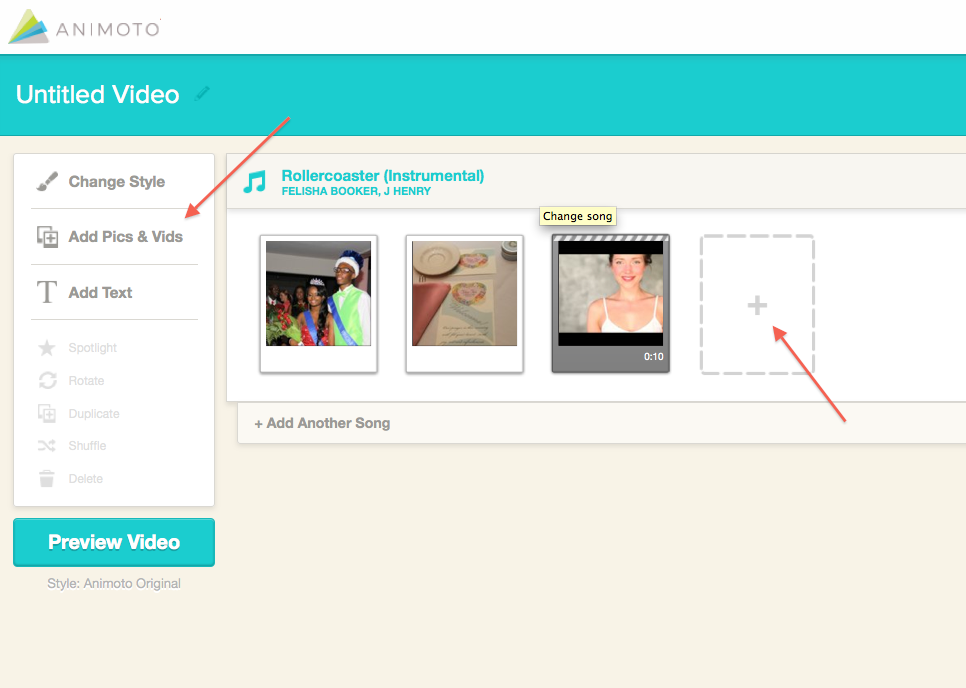 ANIMOTO
Untitled Video
Change Style
Add Pics & Vids
Add Text
Spotlight
Rotate
Duplicate
Shuffle
Delete
Preview Video
Style: Animoto Original
Rollercoaster (Instrumental)
FELISHA BOOKER, J HENRY
Change song
0:10
+ Add Another Song